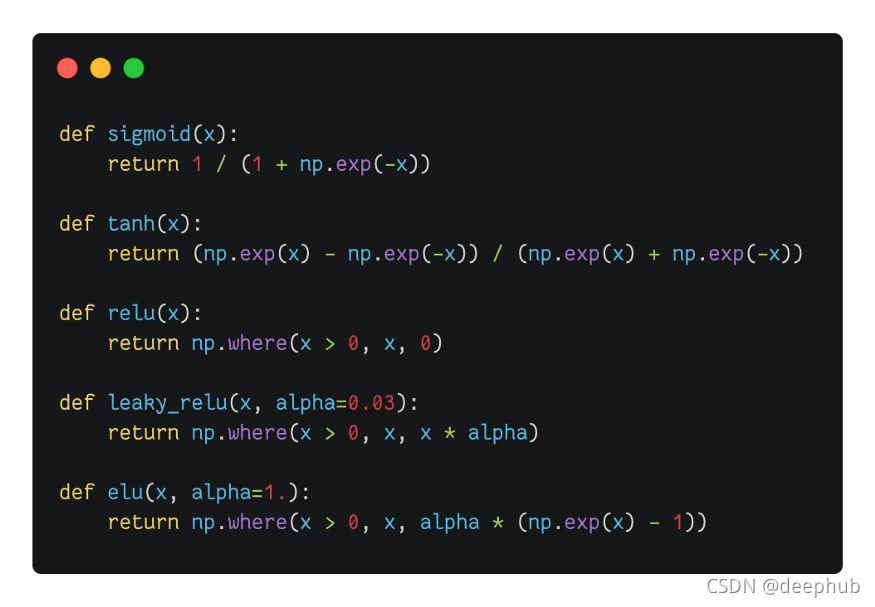 def sigmoid(x):
    return 1 / (1 + np.exp(-x))
def tanh(x):
    return (np.exp(x) - np.exp(-x)) / (np.exp(x) + np.exp(-x))
def relu(x):
    return np.where(x > 0, x, 0)
def leaky_relu(x, alpha=0.03):
    return np.where(x > 0, x, x * alpha)
def elu(x, alpha=1.):
    return np.where(x > 0, x, alpha * (np.exp(x) - 1))
CSDN @deephub